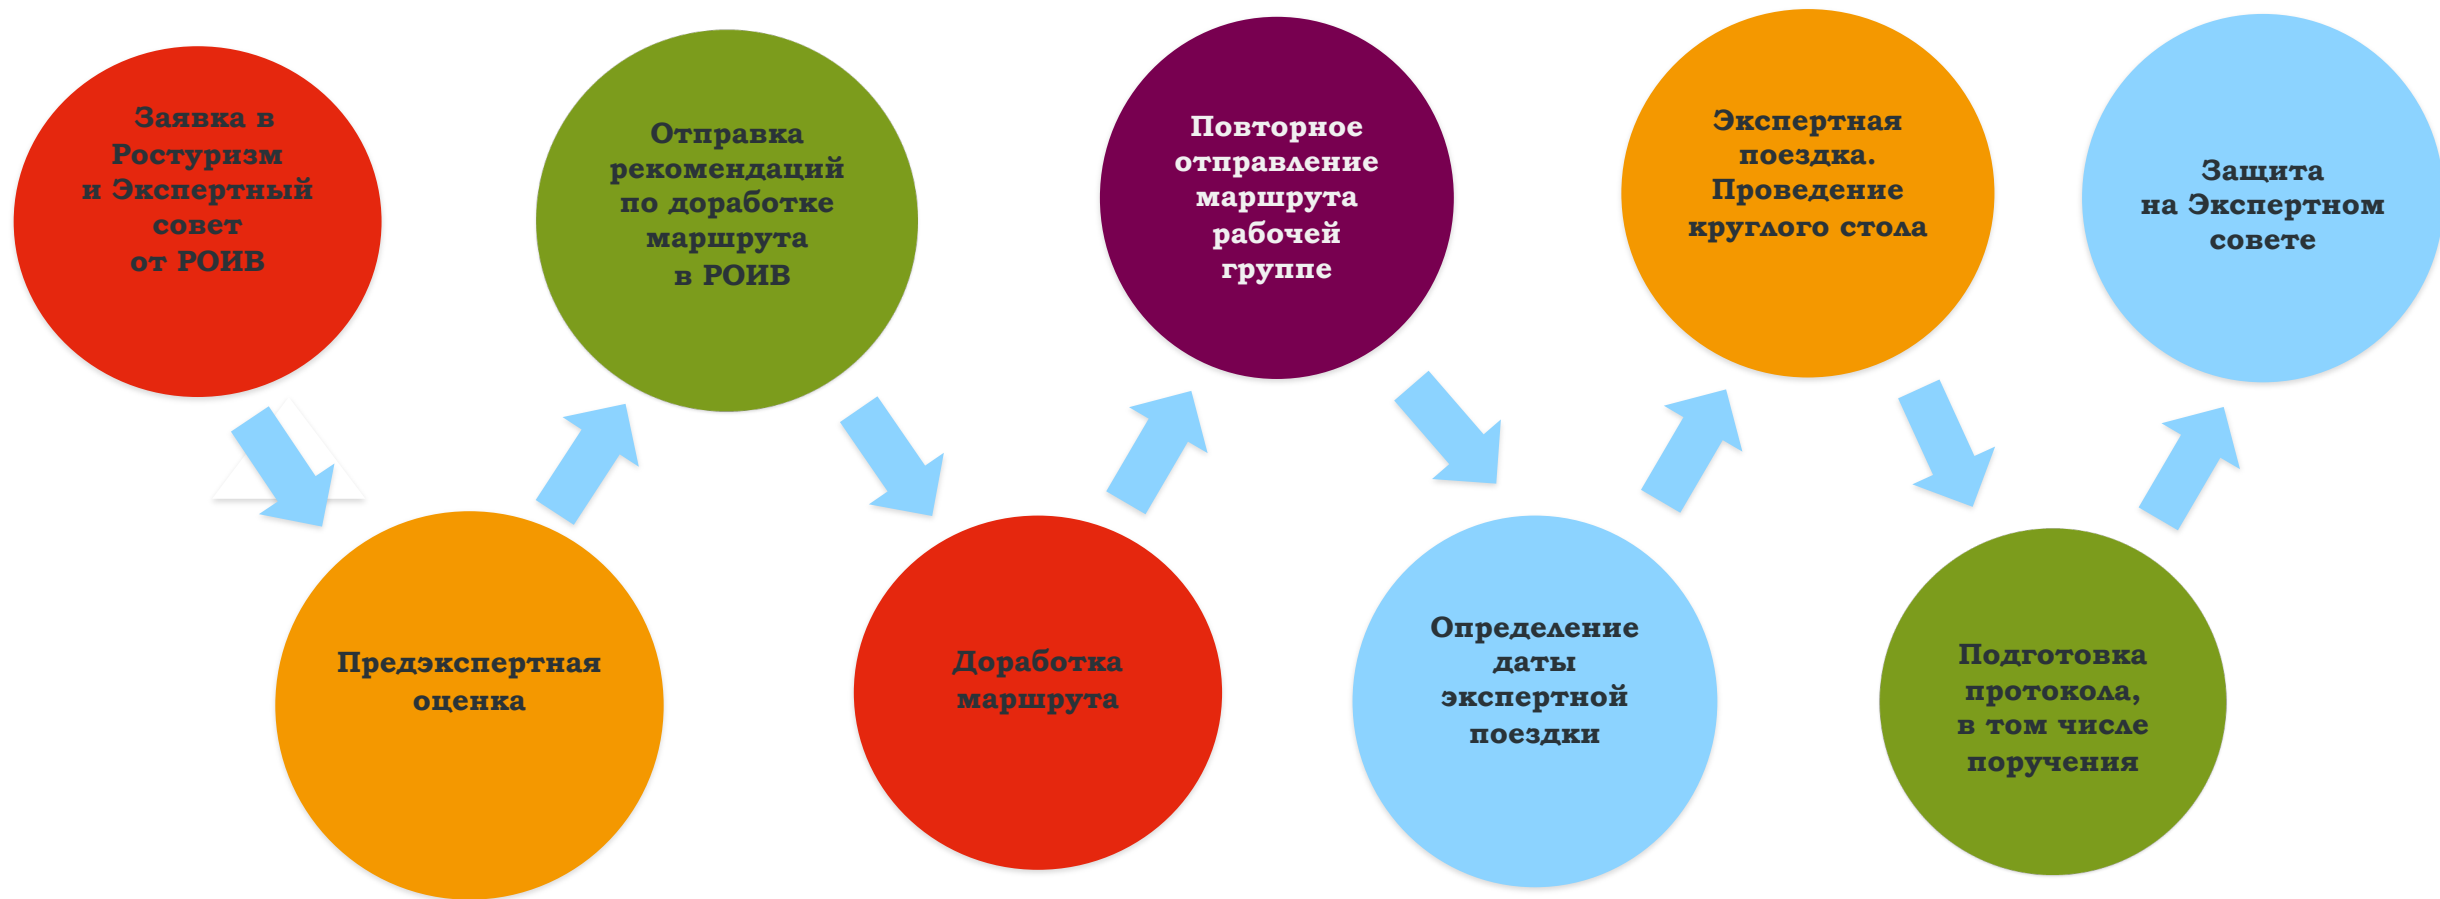 Заявка в
Ростуризм
и Экспертный
совет
от РОИВ
Предэкспертная
оценка
Отправка
рекомендаций
по доработке
маршрута
в РОИВ
Доработка
маршрута
Повторное
отправление
маршрута
рабочей
группе
Определение
даты
экспертной
поездки
Экспертная
поездка.
Проведение
круглого стола
Подготовка
протокола,
в том числе
поручения
Защита
на Экспертном
совете